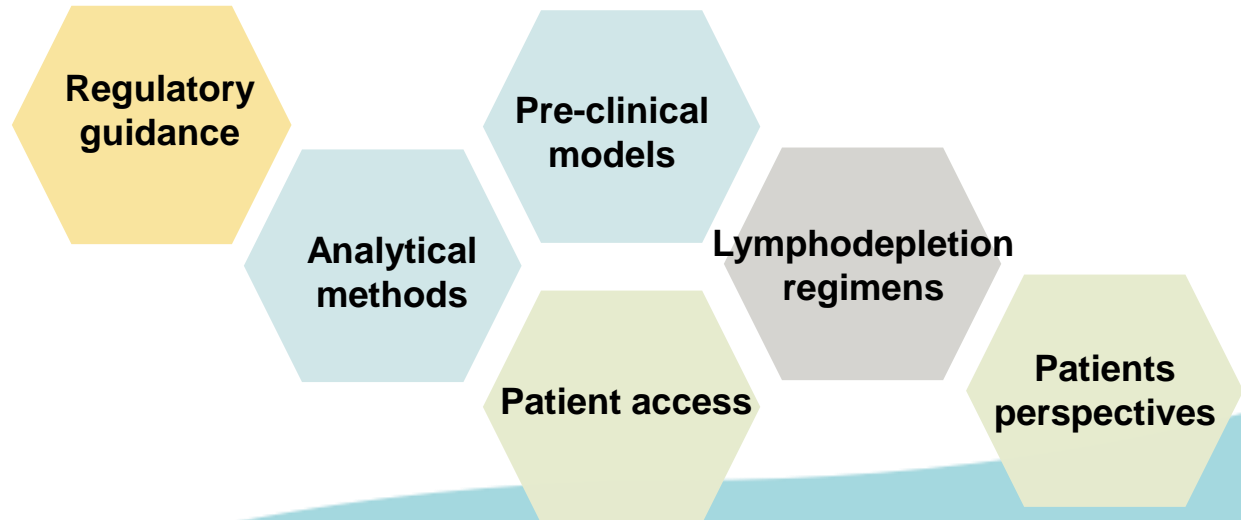 Regulatory
guidance
Pre-clinical
models
Analytical
methods
Lymphodepletion
regimens
Patient access
Patients
perspectives